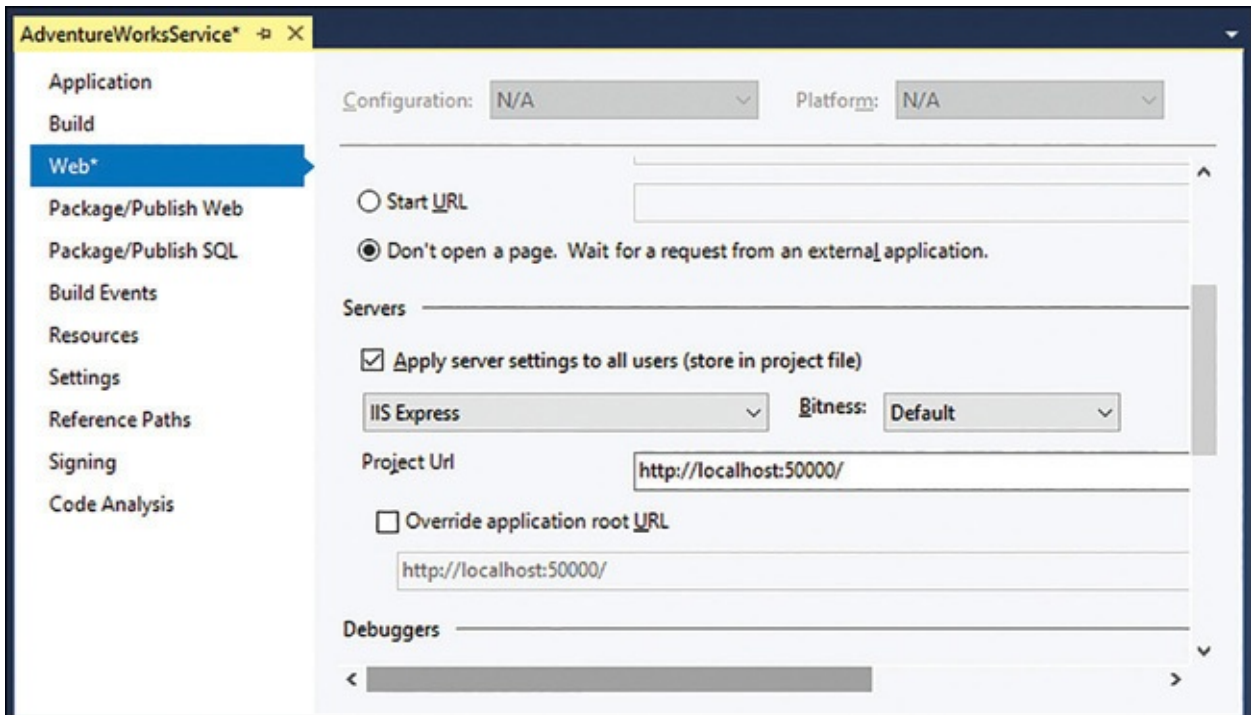 AdventureWorksService*
Application
Build
Web*
Package/Publish Web
Package/Publish SQL
Build Events
Resources
Settings
Reference Paths
Signing
Code Analysis
Configuration: N/A Platform: N/A
Start URL
Don't open a page. Wait for a request from an external application.
Servers
Apply server settings to all users (store in project file)
IIS Express Bitness: Default
Project Url http://localhost:50000/
Override application root URL
http://localhost:50000/
Debuggers